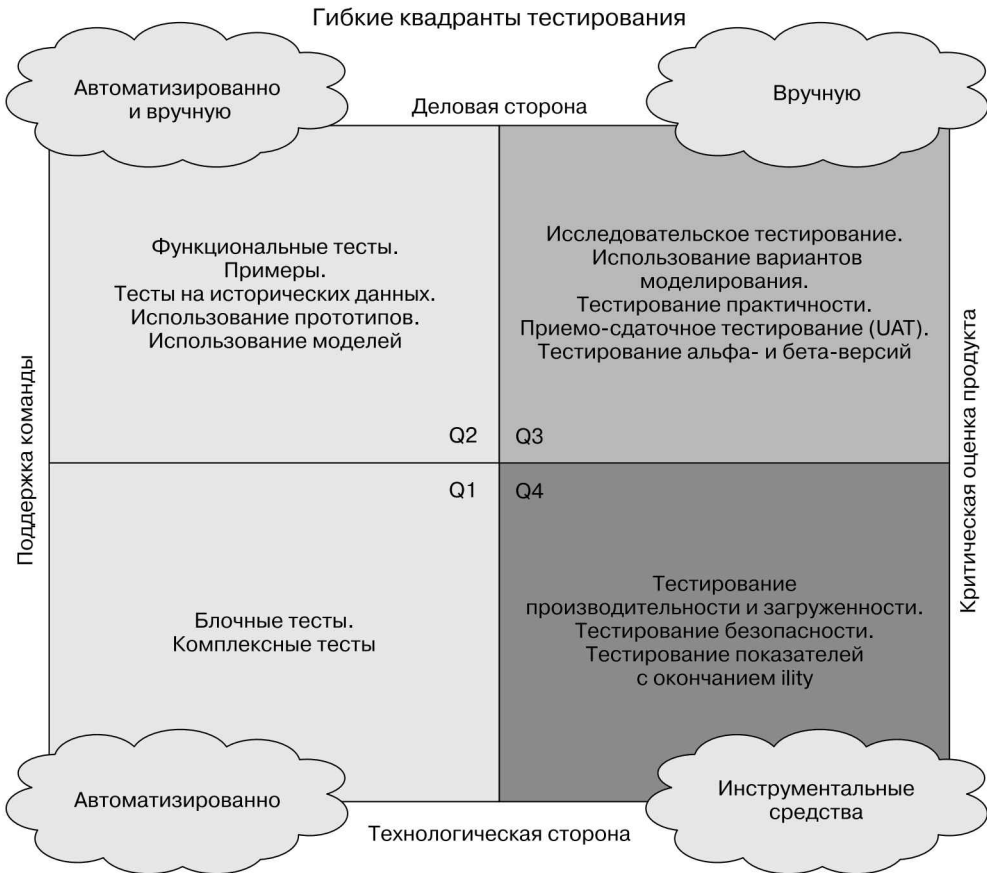 Гибкие квадранты тестирования
Автоматизированно
и вручную
Деловая сторона
Вручную
Функциональные тесты.
Примеры.
Тесты на исторических данных.
Использование прототипов.
Использование моделей
Исследовательское тестирование.
Использование вариантов
моделирования.
Тестирование практичности.
Приемо-сдаточное тестирование (UAT).
Тестирование альфа- и бета-версий
Поддержка команды
Критическая оценка продукта
Q2
Q3
Q1
Q4
Блочные тесты.
Комплексные тесты
Тестирование
производительности и загруженности.
Тестирование безопасности.
Тестирование показателей
с окончанием ility
Автоматизированно
Технологическая сторона
Инструментальные
средства